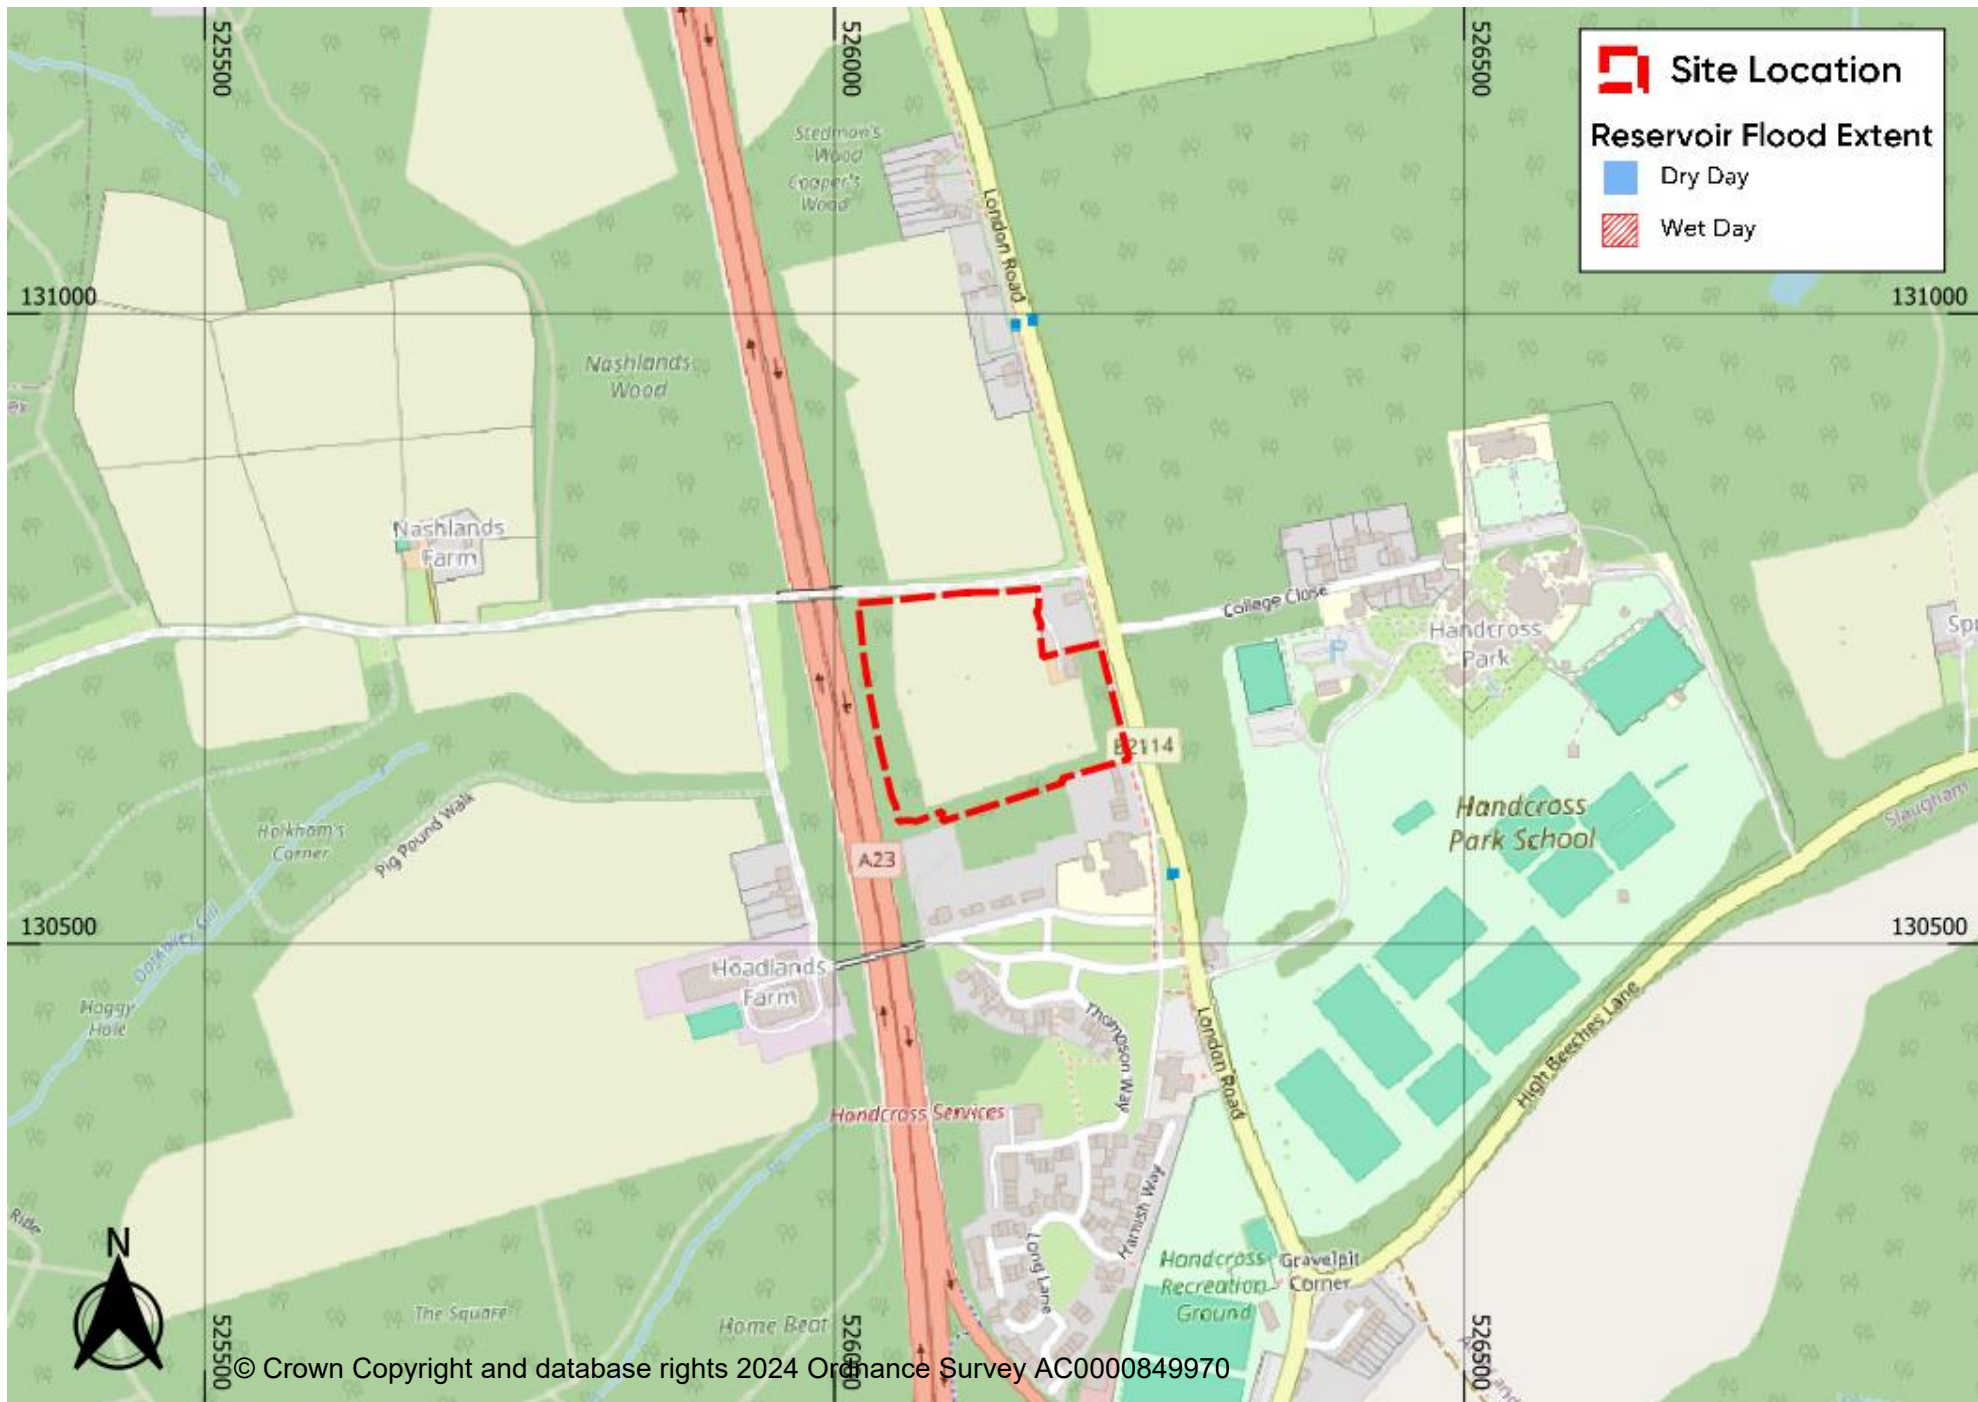 525500
526000
526500
Site Location
Reservoir Flood Extent
Dry Day
Wet Day
Stedman's
Wood
Cooper's
Wood
London Road
131000
131000
Nashlands
Wood
Nashlands
Farm
College Close
Handcross
Park
B2114
Handcross
Park School
Slaugham
Holkham's
Corner
Pig Pound Walk
A23
130500
130500
Hoadlands
Farm
Hoggy
Hole
Thompson Way
London Road
High Beeches Lane
Handcross Services
Hamish Way
Long Lane
Ride
N
Handcross
Recreation
Ground
Gravelpit
Corner
The Square
Home Beat
525500
526000
526500
© Crown Copyright and database rights 2024 Ordnance Survey AC0000849970